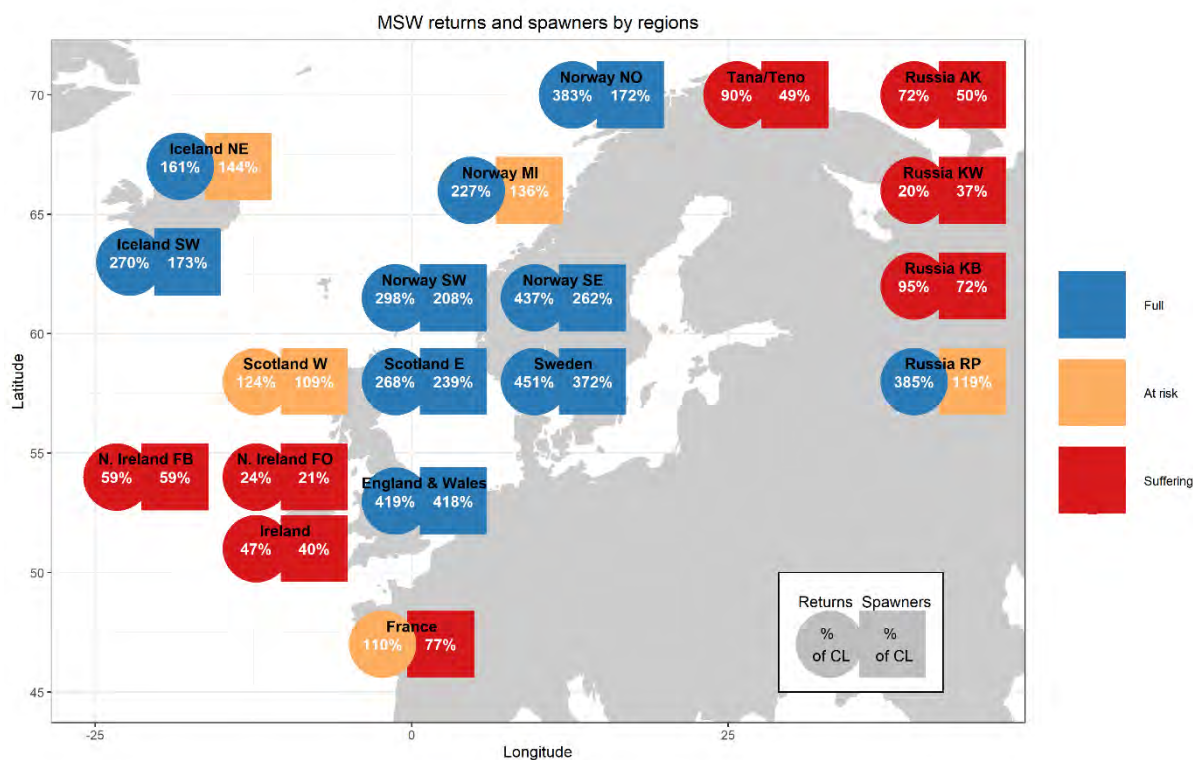 MSW returns and spawners by regions
Norway NO
383% 172%
Tana/Teno
90% 49%
Russia AK
72% 50%
Iceland NE
161% 144%
Norway MI
227% 136%
Russia KW
20% 37%
Iceland SW
270% 173%
Norway SW
298% 208%
Norway SE
437% 262%
Russia KB
95% 72%
Scotland W
124% 109%
Scotland E
268% 239%
Sweden
451% 372%
Russia RP
385% 119%
N. Ireland FB
59% 59%
N. Ireland FO
24% 21%
England & Wales
419% 418%
Ireland
47% 40%
France
110% 77%
Returns Spawners
% %
of CL of CL
Full
At risk
Suffering
70
65
60
55
50
45
Latitude
-25 0 25
Longitude